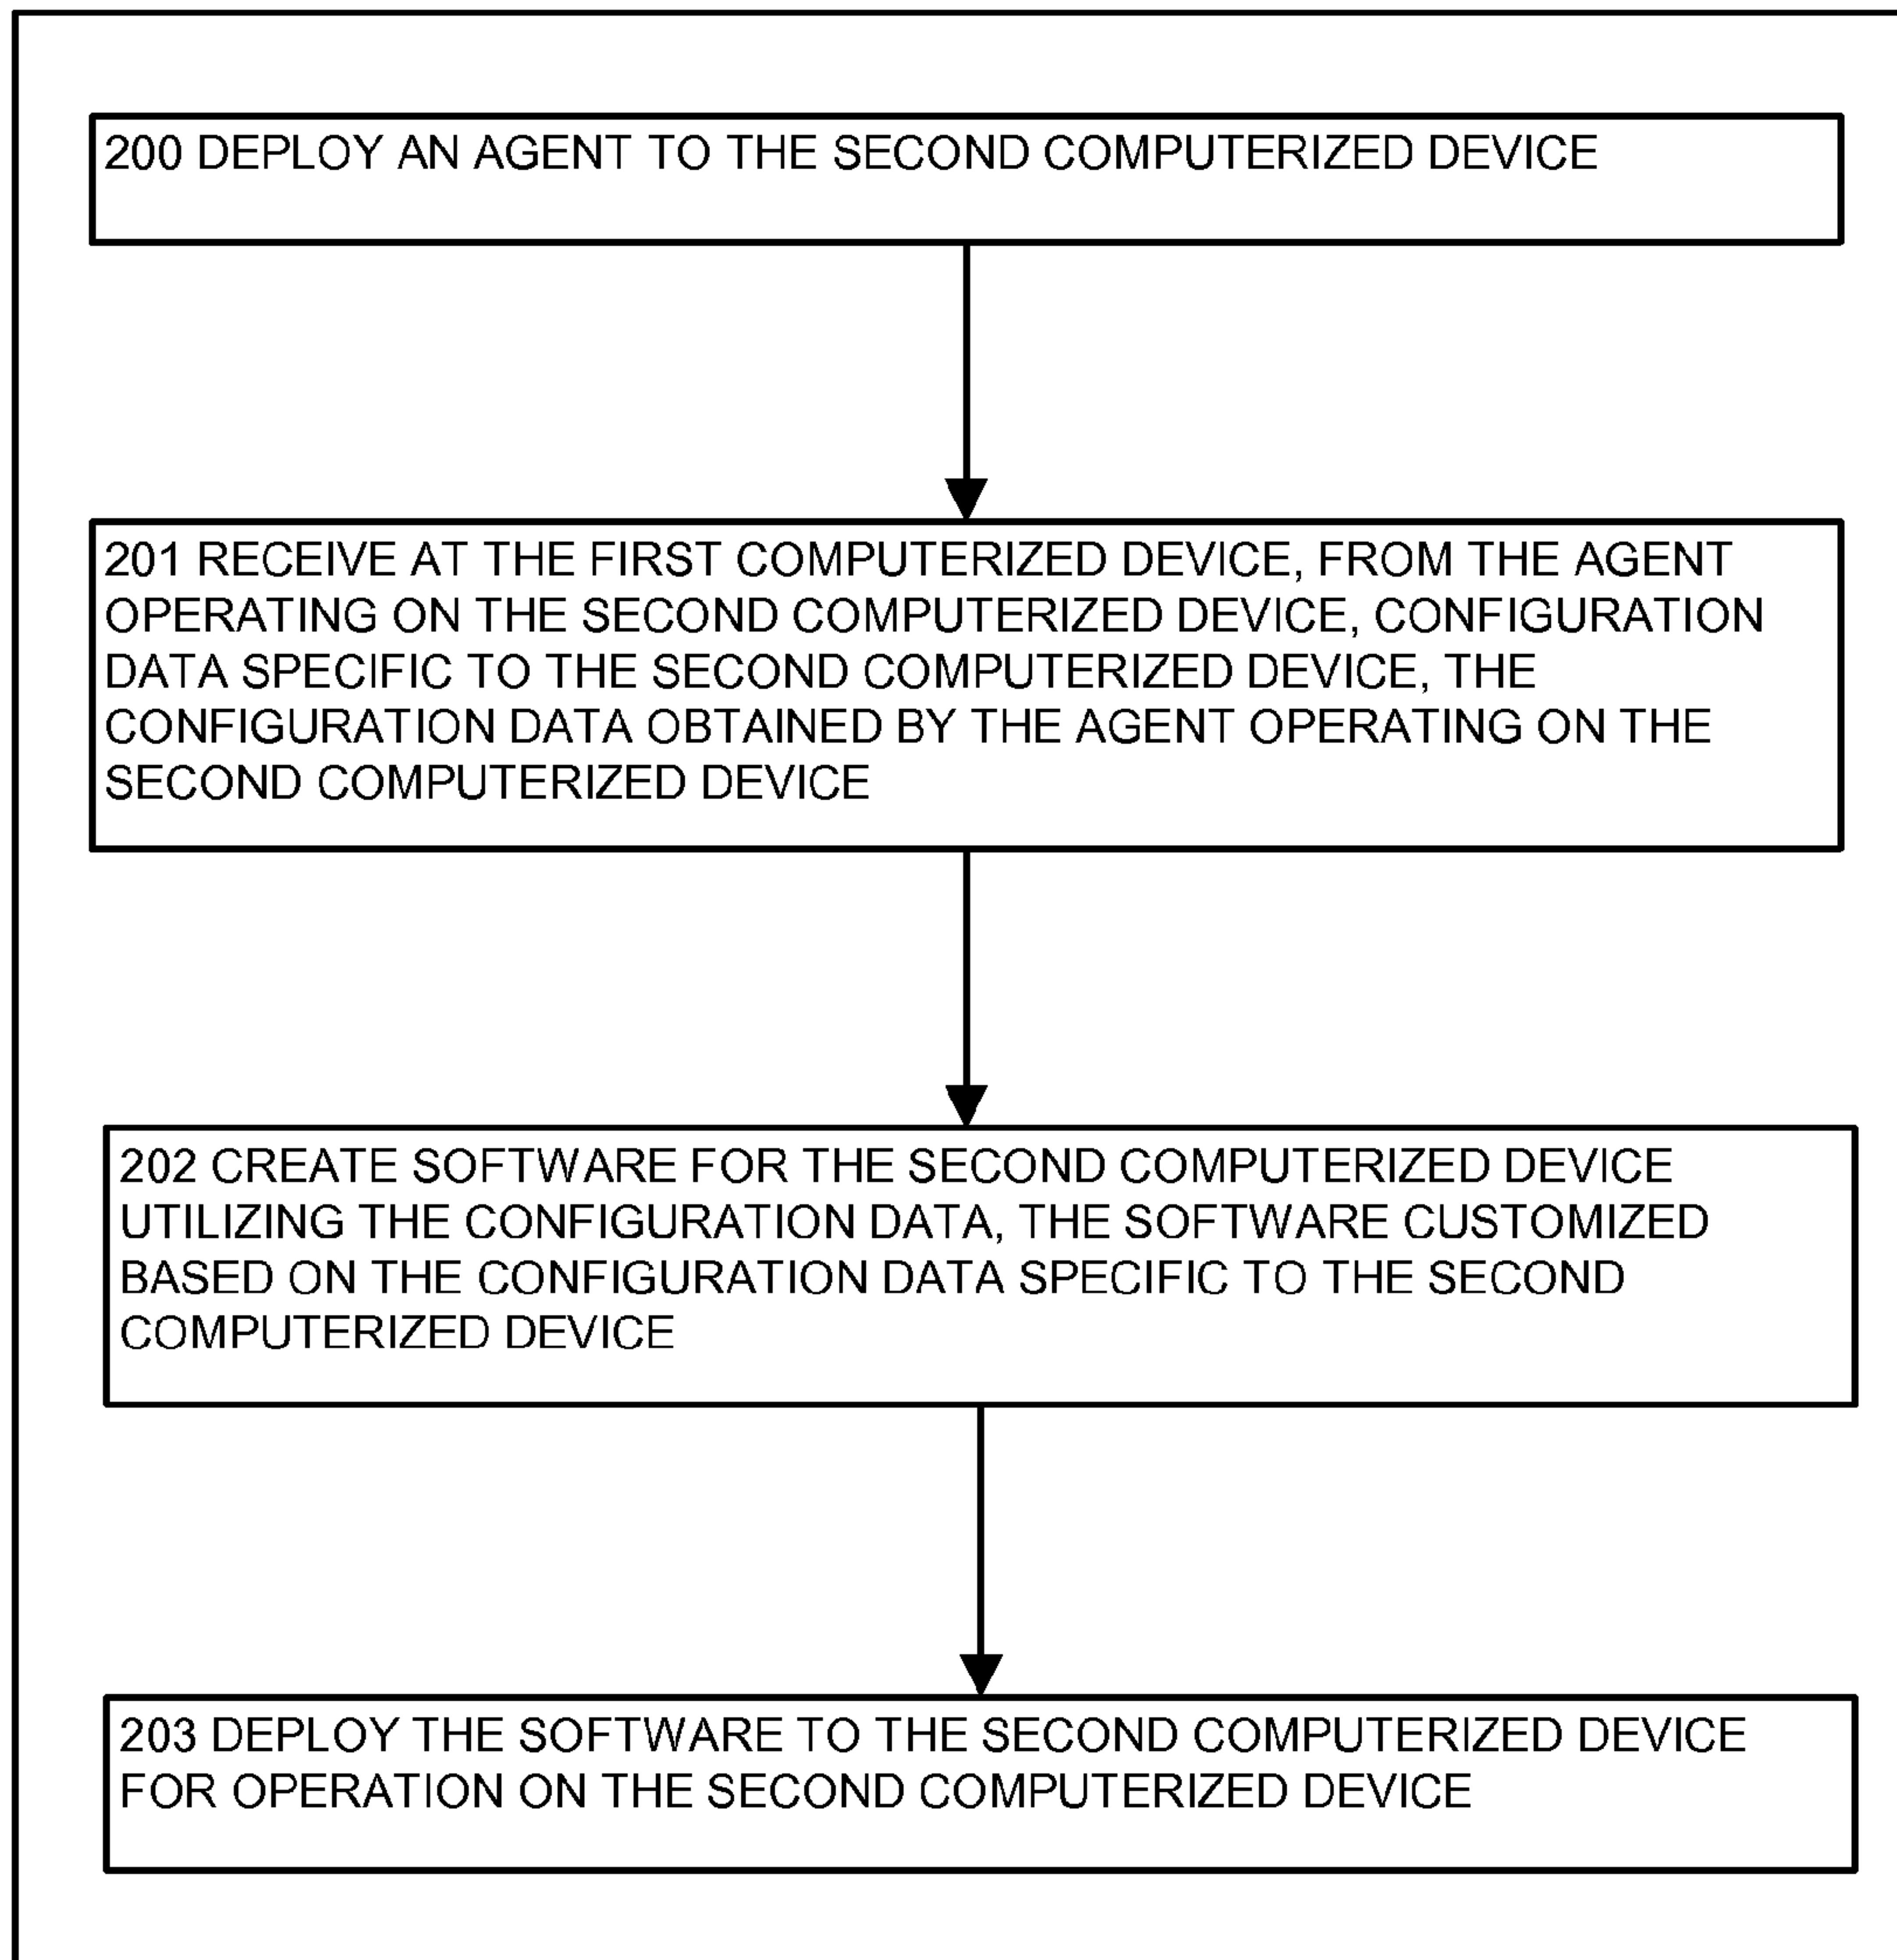 200 DEPLOY AN AGENT TO THE SECOND COMPUTERIZED DEVICE
201 RECEIVE AT THE FIRST COMPUTERIZED DEVICE, FROM THE AGENT
OPERATING ON THE SECOND COMPUTERIZED DEVICE, CONFIGURATION
DATA SPECIFIC TO THE SECOND COMPUTERIZED DEVICE, THE
CONFIGURATION DATA OBTAINED BY THE AGENT OPERATING ON THE
SECOND COMPUTERIZED DEVICE
202 CREATE SOFTWARE FOR THE SECOND COMPUTERIZED DEVICE
UTILIZING THE CONFIGURATION DATA, THE SOFTWARE CUSTOMIZED
BASED ON THE CONFIGURATION DATA SPECIFIC TO THE SECOND
COMPUTERIZED DEVICE
203 DEPLOY THE SOFTWARE TO THE SECOND COMPUTERIZED DEVICE
FOR OPERATION ON THE SECOND COMPUTERIZED DEVICE